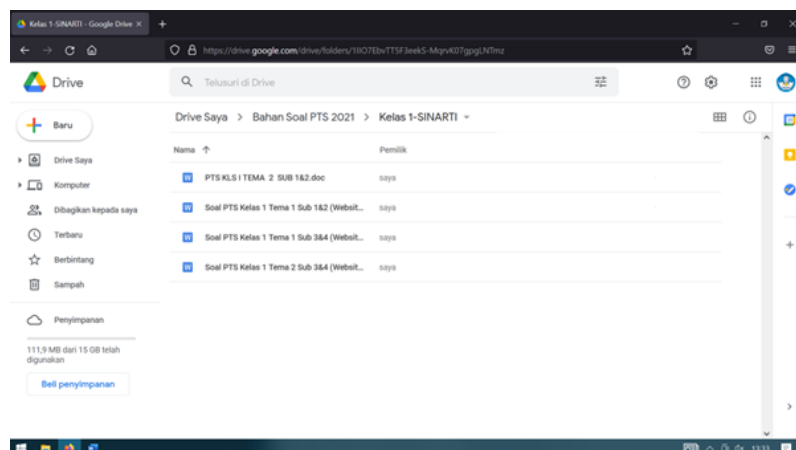 Kelas 1-SINARTI - Google Drive
https://drive.google.com/drive/folders/
Drive
Telusuri di Drive
Baru
Drive Saya > Bahan Soal PTS 2021 > Kelas 1-SINARTI
Nama
Pemilik
Drive Saya
PTS KLS I TEMA 2 SUB 1&2.doc
saya
Komputer
Dibagikan kepada saya
Soal PTS Kelas 1 Tema 1 Sub 1&2 (Websit...
saya
Terbaru
Soal PTS Kelas 1 Tema 1 Sub 3&4 (Websit...
saya
Berbintang
Soal PTS Kelas 1 Tema 2 Sub 3&4 (Websit...
saya
Sampah
Penyimpanan
111,9 MB dari 15 GB telah
digunakan
Beli penyimpanan
13.33